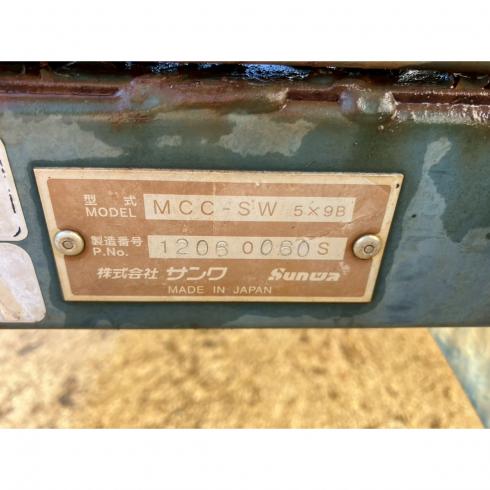 型式
MODEL MCC-SW 5×9B
製造番号
P.No. 1206 0060S
株式会社 サンワ Sunwa
MADE IN JAPAN